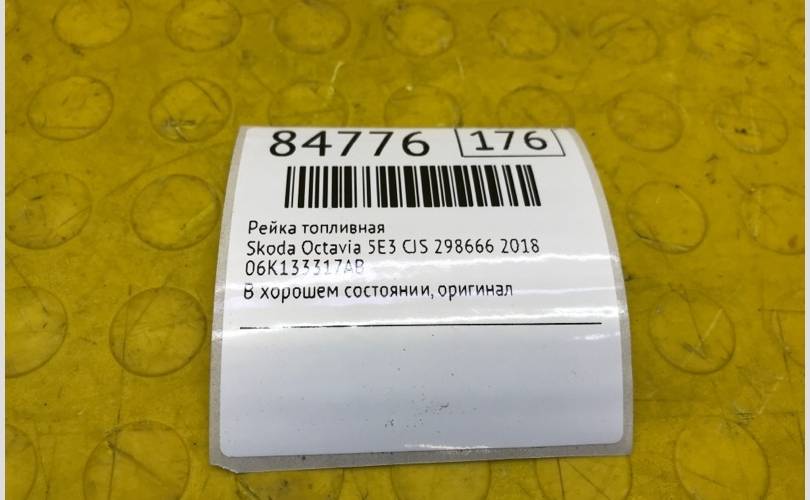 84776 176
Рейка топливная
Skoda Octavia 5E3 CJS 298666 2018
06K133317AB
В хорошем состоянии, оригинал